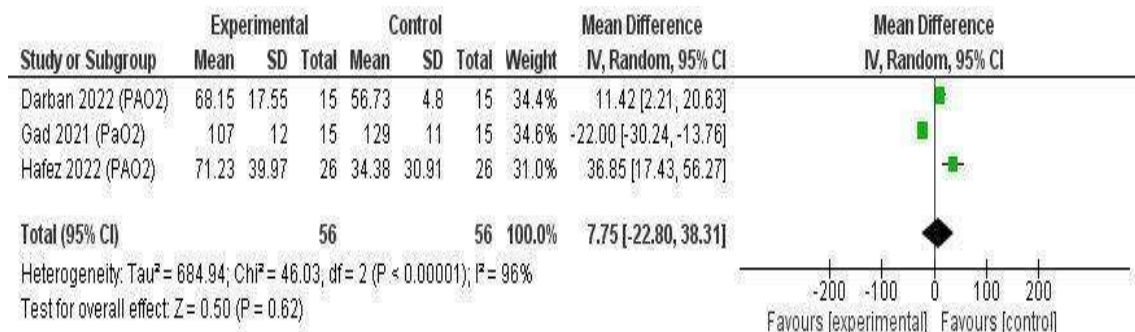 Experimental Control Mean Difference Mean Difference
Study or Subgroup Mean SD Total Mean SD Total Weight IV, Random, 95% CI IV, Random, 95% CI
Darban 2022 (PAO2) 68.15 17.55 15 56.73 4.8 15 34.4% 11.42 [2.21, 20.63]
Gad 2021 (PaO2) 107 12 15 129 11 15 34.6% -22.00 [-30.24, -13.76]
Hafez 2022 (PAO2) 71.23 39.97 26 34.38 30.91 26 31.0% 36.85 [17.43, 56.27]
Total (95% CI) 56 56 100.0% 7.75 [-22.80, 38.31]
Heterogeneity: Tau² = 684.94; Chi² = 46.03, df = 2 (P < 0.00001); I² = 96%
Test for overall effect: Z = 0.50 (P = 0.62)
-200 -100 0 100 200
Favours [experimental] Favours [control]